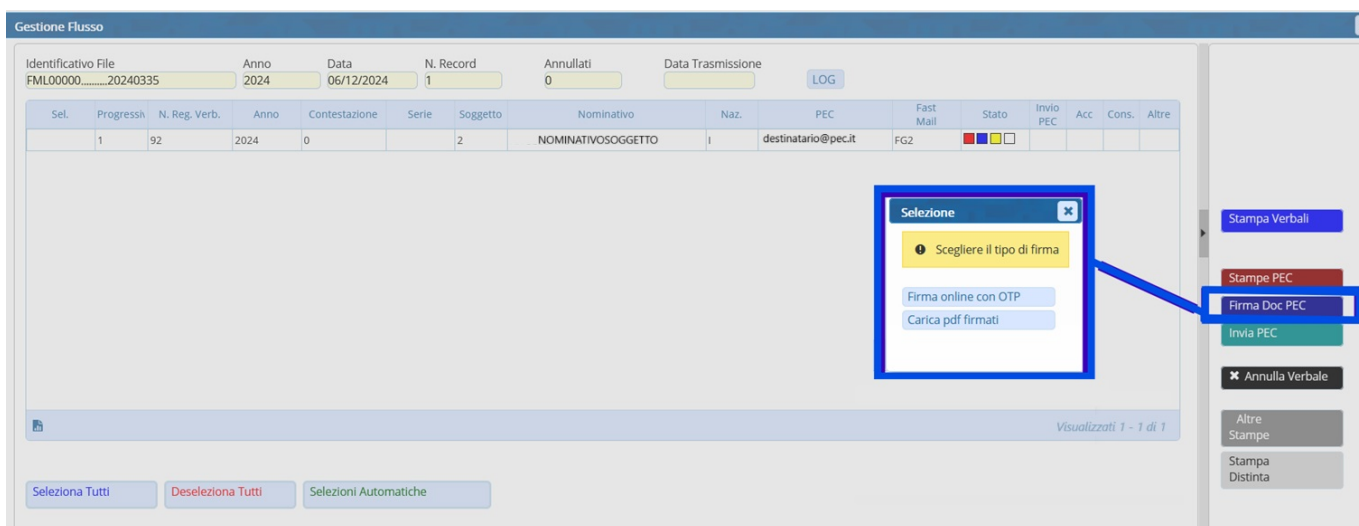 Gestione Flusso
Identificativo File Anno Data N. Record Annullati Data Trasmissione
FML00000..........20240335 2024 06/12/2024 1 0 LOG
Sel. Progressiv N. Reg. Verb. Anno Contestazione Serie Soggetto Nominativo Naz. PEC Fast Mail Stato Invio PEC Acc Cons. Altre
1 92 2024 0 2 NOMINATIVOSOGGETTO I destinatario@pec.it FG2
Selezione
Scegliere il tipo di firma
Firma online con OTP
Carica pdf firmati
Stampa Verbali
Stampe PEC
Firma Doc PEC
Invia PEC
Annulla Verbale
Altre
Stampe
Stampa
Distinta
Visualizzati 1 - 1 di 1
Seleziona Tutti Deseleziona Tutti Selezioni Automatiche